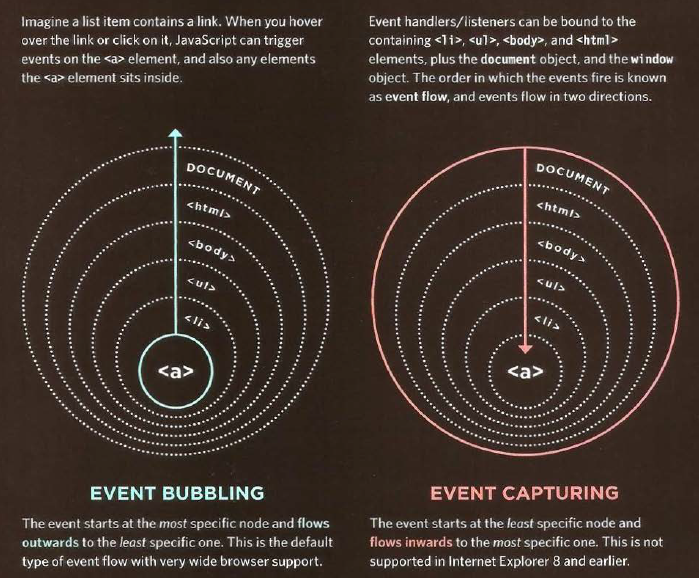 Imagine a list item contains a link. When you hover
over the link or click on it, JavaScript can trigger
events on the <a> element, and also any elements
the <a> element sits inside.
Event handlers/listeners can be bound to the
containing <li>, <ul>, <body>, and <html>
elements, plus the document object, and the window
object. The order in which the events fire is known
as event flow, and events flow in two directions.
DOCUMENT
<html>
<body>
<ul>
<li>
<a>
DOCUMENT
<html>
<body>
<ul>
<li>
<a>
EVENT BUBBLING
The event starts at the most specific node and flows
outwards to the least specific one. This is the default
type of event flow with very wide browser support.
EVENT CAPTURING
The event starts at the least specific node and
flows inwards to the most specific one. This is not
supported in Internet Explorer 8 and earlier.